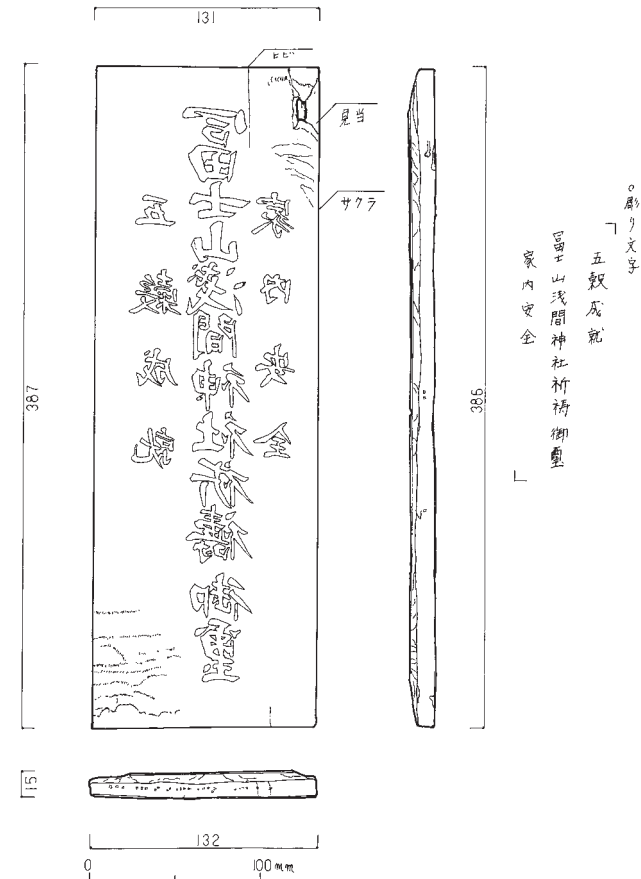 131
ヒビ
見当
サクラ
387
386
15
132
0 100mm
家内安全
冨士山浅間神社祈祷御璽
五穀成就
○彫り文字
「
五穀成就
冨士山浅間神社祈祷御璽
家内安全
」